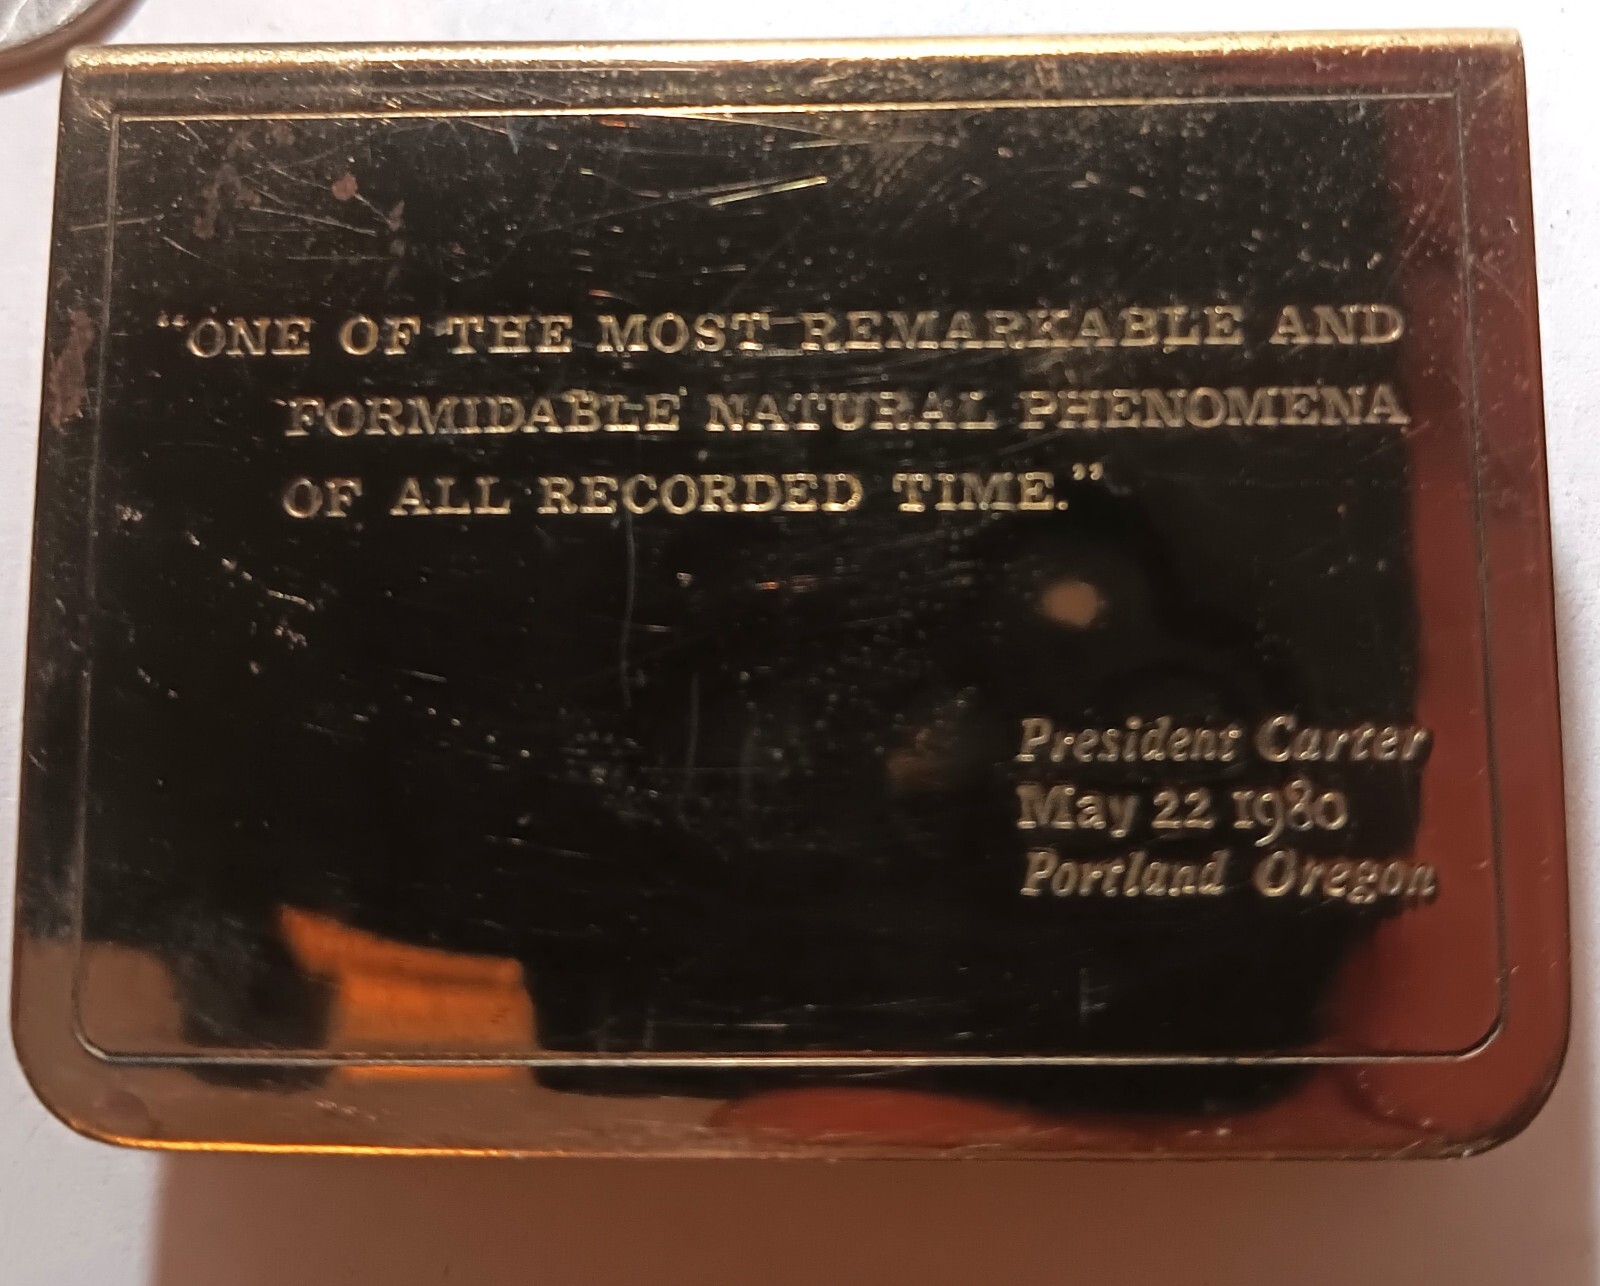 “ONE OF THE MOST REMARKABLE AND
FORMIDABLE NATURAL PHENOMENA
OF ALL RECORDED TIME.”
President Carter
May 22 1980
Portland Oregon